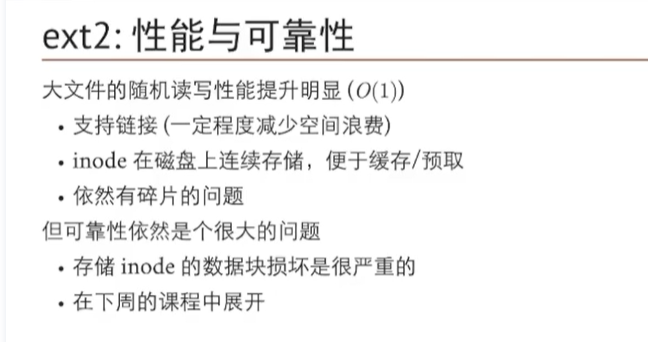 ext2: 性能与可靠性
大文件的随机读写性能提升明显 (O(1))
• 支持链接 (一定程度减少空间浪费)
• inode 在磁盘上连续存储，便于缓存/预取
• 依然有碎片的问题
但可靠性依然是个很大的问题
• 存储 inode 的数据块损坏是很严重的
• 在下周的课程中展开